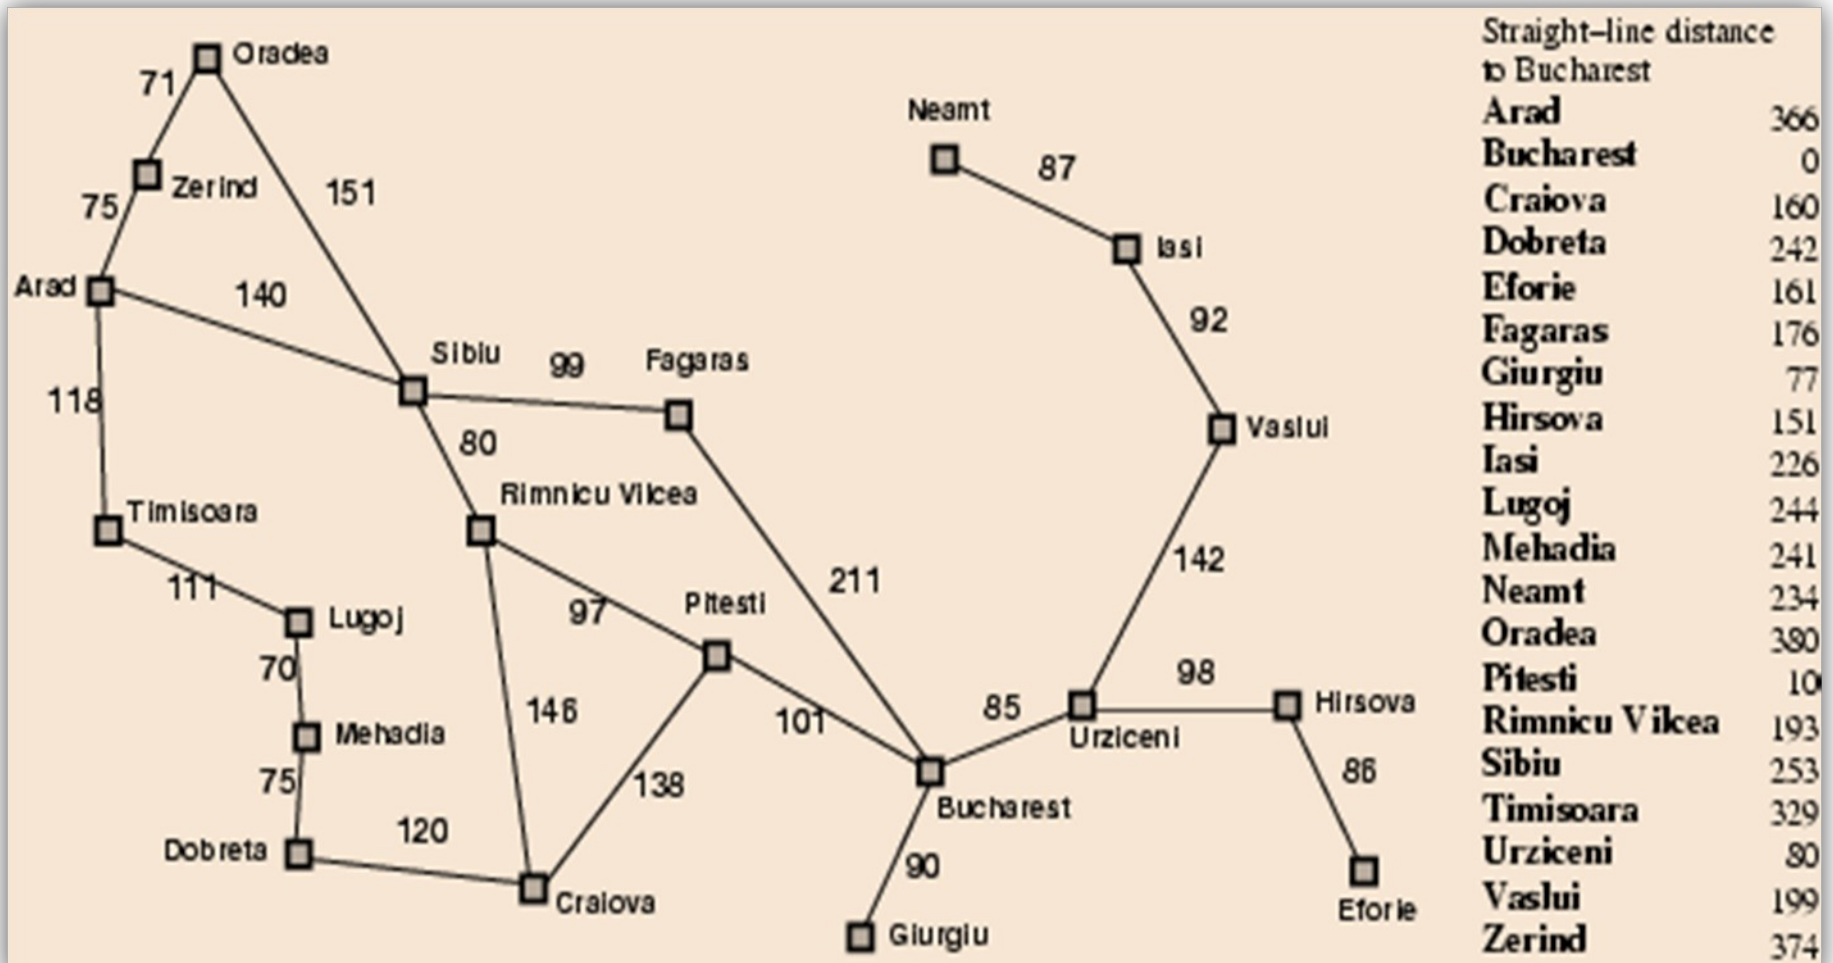 Oradea
71
Zerind
75
151
Arad
140
118
Sibiu
99
Fagaras
80
Rimnicu Vilcea
Timisoara
111
Lugoj
70
97
Pitesti
211
146
101
Mehadia
75
138
Dobreta
120
Craiova
Neamt
87
Iasi
92
Vaslui
142
98
85
Hirsova
Urziceni
86
Bucharest
90
Eforie
Giurgiu
Straight–line distance
to Bucharest
Arad 366
Bucharest 0
Craiova 160
Dobreta 242
Eforie 161
Fagaras 176
Giurgiu 77
Hirsova 151
Iasi 226
Lugoj 244
Mehadia 241
Neamt 234
Oradea 380
Pitesti 10
Rimnicu Vilcea 193
Sibiu 253
Timisoara 329
Urziceni 80
Vaslui 199
Zerind 374